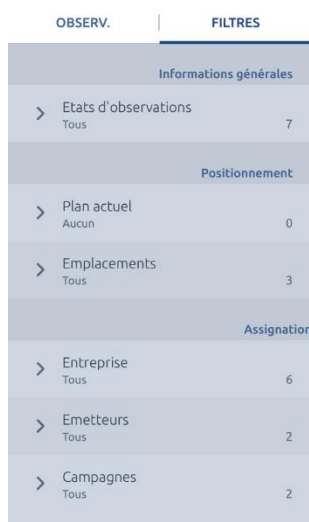 OBSERV. FILTRES
Informations générales
Etats d'observations
Tous 7
Positionnement
Plan actuel
Aucun 0
Emplacements
Tous 3
Assignation
Entreprise
Tous 6
Emetteurs
Tous 2
Campagnes
Tous 2